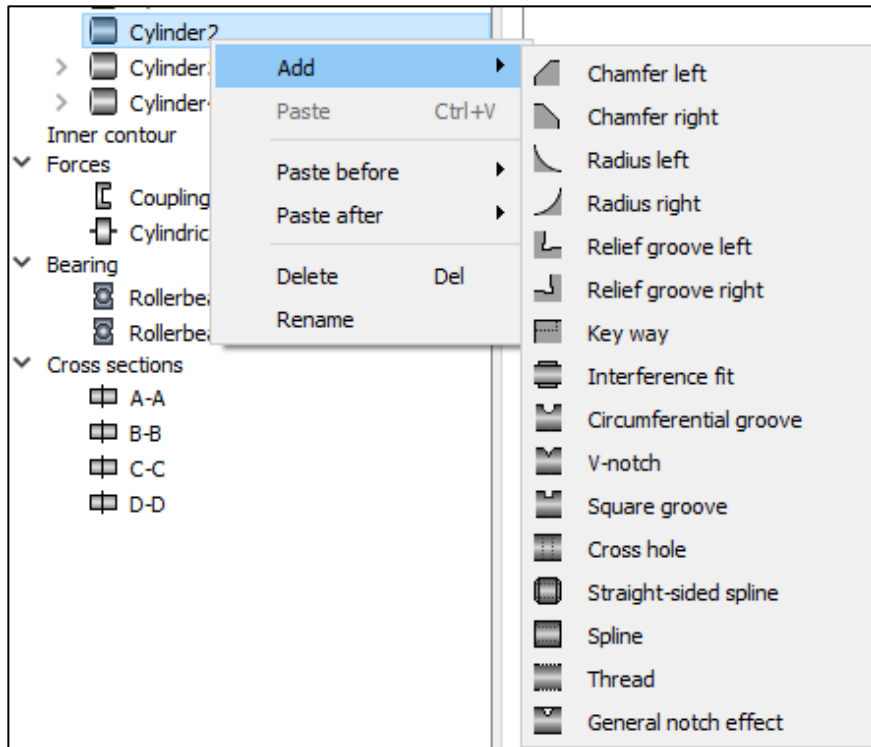 Cylinder2
Cylinder
Cylinder
Inner contour
Forces
Coupling
Cylindric
Bearing
Rollerbe
Rollerbe
Cross sections
A-A
B-B
C-C
D-D
Add
Paste Ctrl+V
Paste before
Paste after
Delete Del
Rename
Chamfer left
Chamfer right
Radius left
Radius right
Relief groove left
Relief groove right
Key way
Interference fit
Circumferential groove
V-notch
Square groove
Cross hole
Straight-sided spline
Spline
Thread
General notch effect